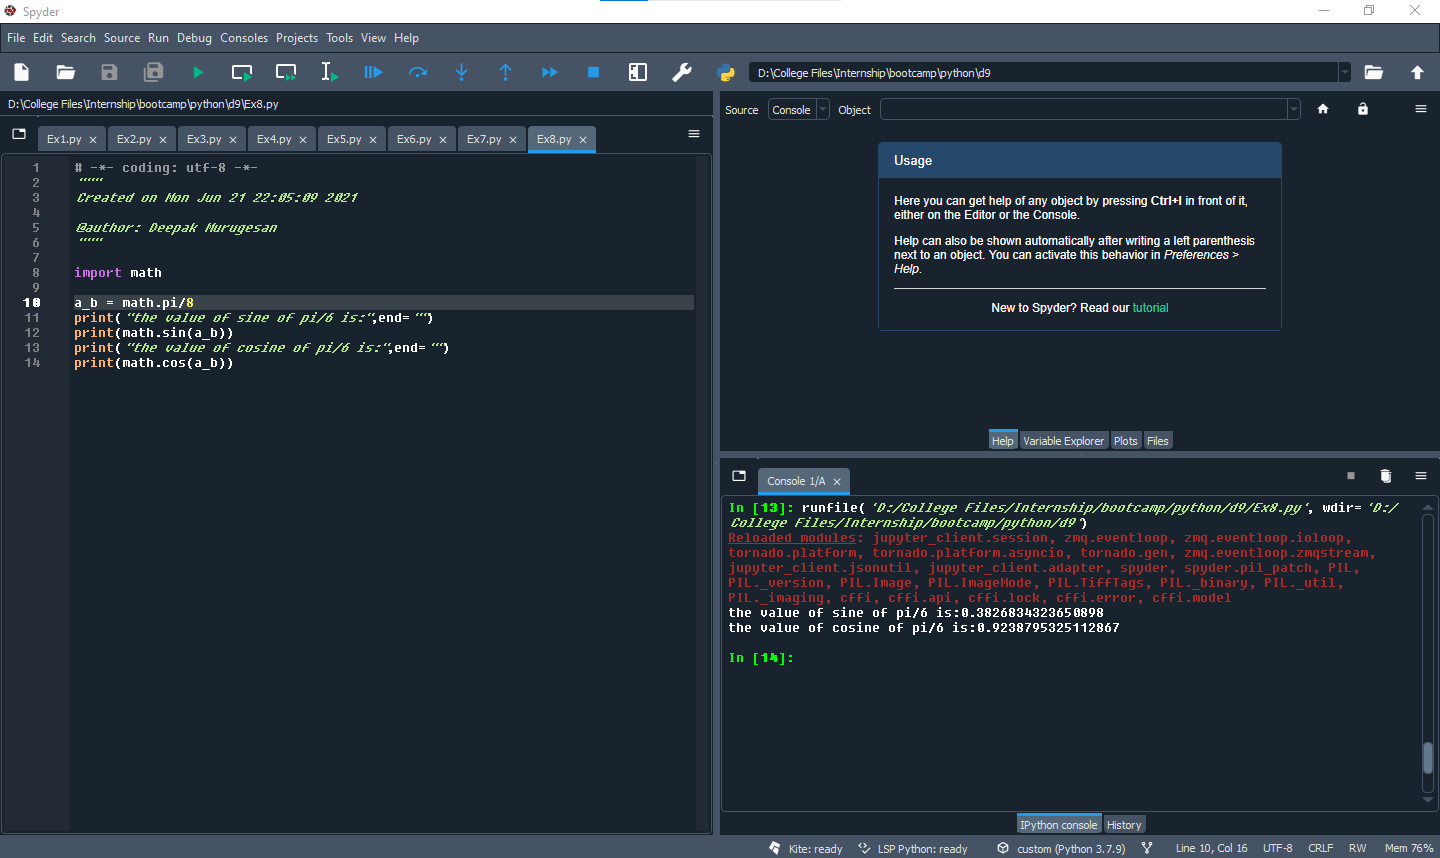 Spyder
File Edit Search Source Run Debug Consoles Projects Tools View Help
D:\College Files\Internship\bootcamp\python\d9
D:\College Files\Internship\bootcamp\python\d9\Ex8.py
Ex1.py Ex2.py Ex3.py Ex4.py Ex5.py Ex6.py Ex7.py Ex8.py
1 # -*- coding: utf-8 -*-
2 """
3 Created on Mon Jun 21 22:05:09 2021
4
5 @author: Deepak Murugesan
6 """
7
8 import math
9
10 a_b = math.pi/8
11 print("the value of sine of pi/6 is:",end="")
12 print(math.sin(a_b))
13 print("the value of cosine of pi/6 is:",end="")
14 print(math.cos(a_b))
Source Console Object
Usage
Here you can get help of any object by pressing Ctrl+I in front of it,
either on the Editor or the Console.
Help can also be shown automatically after writing a left parenthesis
next to an object. You can activate this behavior in Preferences >
Help.
New to Spyder? Read our tutorial
Help Variable Explorer Plots Files
Console 1/A
In [13]: runfile('D:/College Files/Internship/bootcamp/python/d9/Ex8.py', wdir='D:/
College Files/Internship/bootcamp/python/d9')
Reloaded modules: jupyter_client.session, zmq.eventloop, zmq.eventloop.ioloop,
tornado.platform, tornado.platform.asyncio, tornado.gen, zmq.eventloop.zmqstream,
jupyter_client.jsonutil, jupyter_client.adapter, spyder, spyder.pil_patch, PIL,
PIL._version, PIL.Image, PIL.ImageMode, PIL.TiffTags, PIL._binary, PIL._util,
PIL._imaging, cffi, cffi.api, cffi.lock, cffi.error, cffi.model
the value of sine of pi/6 is:0.3826834323650898
the value of cosine of pi/6 is:0.9238795325112867
In [14]:
IPython console History
Kite: ready LSP Python: ready custom (Python 3.7.9) Line 10, Col 16 UTF-8 CRLF RW Mem 76%